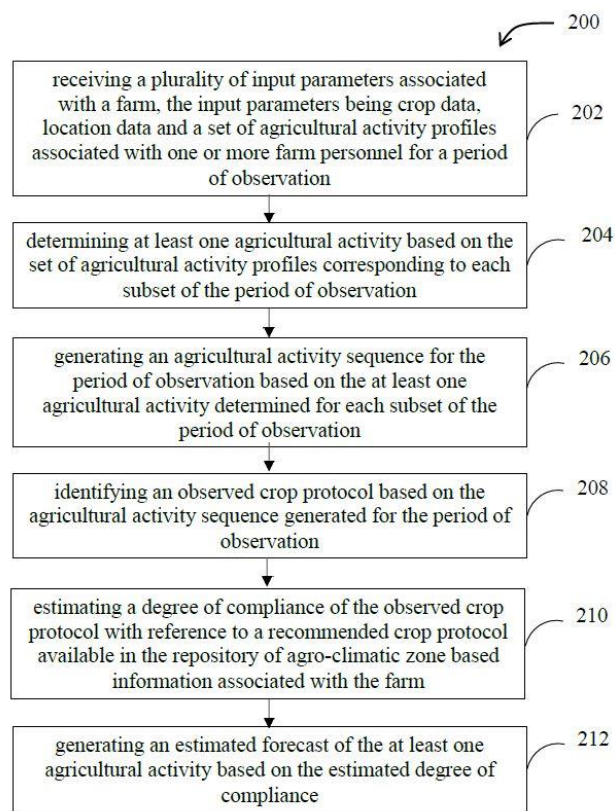 200
receiving a plurality of input parameters associated
with a farm, the input parameters being crop data,
location data and a set of agricultural activity profiles
associated with one or more farm personnel for a period
of observation
202
determining at least one agricultural activity based on the
set of agricultural activity profiles corresponding to each
subset of the period of observation
204
generating an agricultural activity sequence for the
period of observation based on the at least one
agricultural activity determined for each subset of the
period of observation
206
identifying an observed crop protocol based on the
agricultural activity sequence generated for the period of
observation
208
estimating a degree of compliance of the observed crop
protocol with reference to a recommended crop protocol
available in the repository of agro-climatic zone based
information associated with the farm
210
generating an estimated forecast of the at least one
agricultural activity based on the estimated degree of
compliance
212